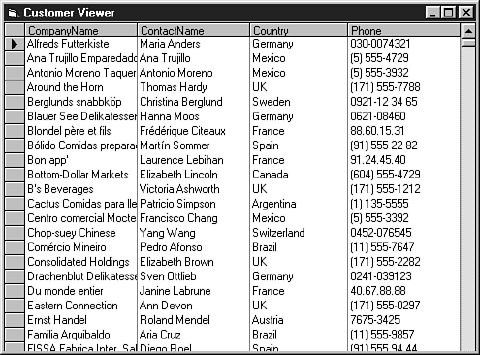 Customer Viewer
CompanyName ContactName Country Phone
Alfreds Futterkiste Maria Anders Germany 030-0074321
Ana Trujillo Emparedado Ana Trujillo Mexico (5) 555-4729
Antonio Moreno Taquer Antonio Moreno Mexico (5) 555-3932
Around the Horn Thomas Hardy UK (171) 555-7788
Berglunds snabbköp Christina Berglund Sweden 0921-12 34 65
Blauer See Delikatesser Hanna Moos Germany 0621-08460
Blondel père et fils Frédérique Citeaux France 88.60.15.31
Bólido Comidas prepara Martín Sommer Spain (91) 555 22 82
Bon app' Laurence Lebihan France 91.24.45.40
Bottom-Dollar Markets Elizabeth Lincoln Canada (604) 555-4729
B's Beverages Victoria Ashworth UK (171) 555-1212
Cactus Comidas para lle Patricio Simpson Argentina (1) 135-5555
Centro comercial Mocte Francisco Chang Mexico (5) 555-3392
Chop-suey Chinese Yang Wang Switzerland 0452-076545
Comércio Mineiro Pedro Afonso Brazil (11) 555-7647
Consolidated Holdings Elizabeth Brown UK (171) 555-2282
Drachenblut Delikatesse Sven Ottlieb Germany 0241-039123
Du monde entier Janine Labrune France 40.67.88.88
Eastern Connection Ann Devon UK (171) 555-0297
Ernst Handel Roland Mendel Austria 7675-3425
Familia Arquibaldo Aria Cruz Brazil (11) 555-9857
FISSA Fabrica Inter. Sal Diego Roel Spain (91) 555 94 44